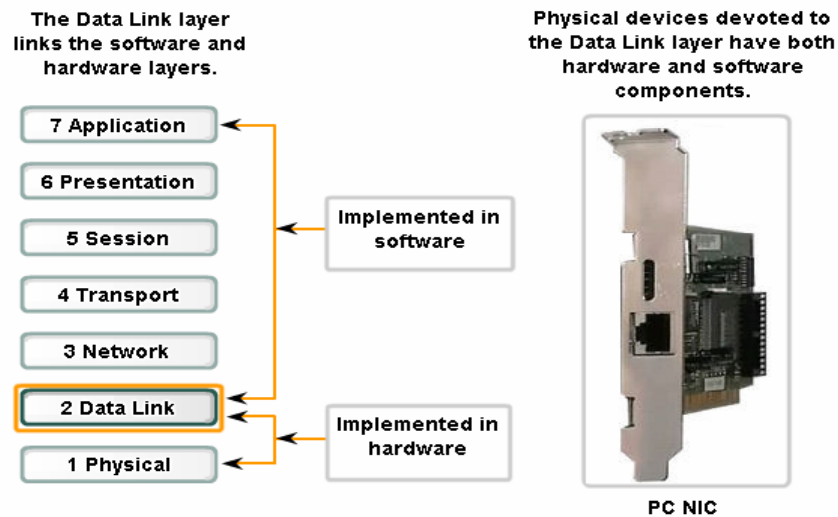 The Data Link layer
links the software and
hardware layers.
7 Application
6 Presentation
5 Session
4 Transport
3 Network
2 Data Link
1 Physical
Implemented in
software
Implemented in
hardware
Physical devices devoted to
the Data Link layer have both
hardware and software
components.
PC NIC